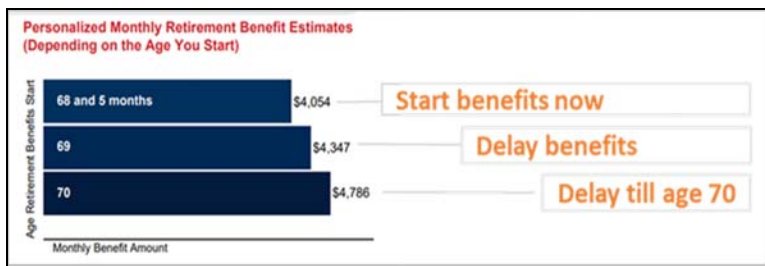 Personalized Monthly Retirement Benefit Estimates
(Depending on the Age You Start)
Age Retirement Benefits Start
68 and 5 months $4,054 Start benefits now
69 $4,347 Delay benefits
70 $4,786 Delay till age 70
Monthly Benefit Amount